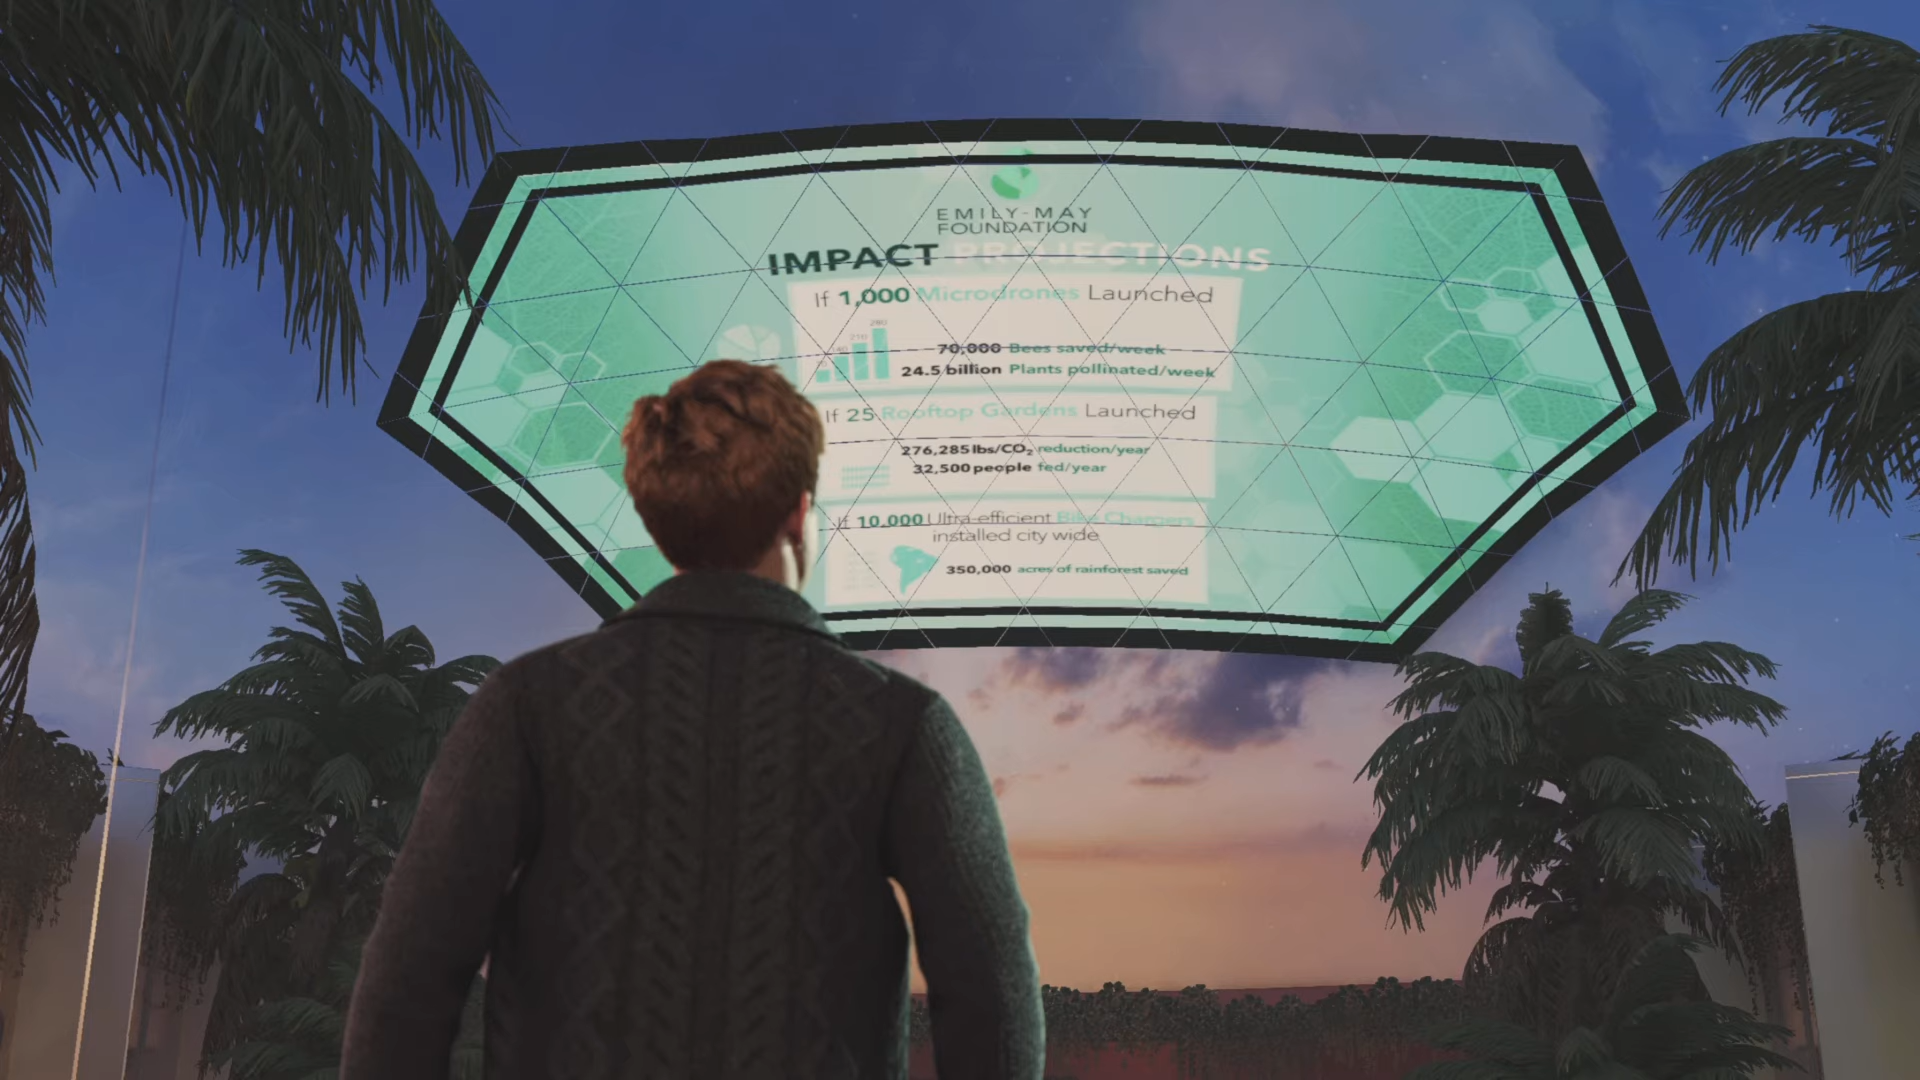 EMILY-MAY
FOUNDATION
IMPACT PROJECTIONS
If 1,000 Microdrones Launched
210
280
70,000 Bees saved/week
24.5 billion Plants pollinated/week
If 25 Rooftop Gardens Launched
276,285 lbs/CO₂ reduction/year
32,500 people fed/year
If 10,000 Ultra-efficient Bike Chargers
installed city wide
350,000 acres of rainforest saved